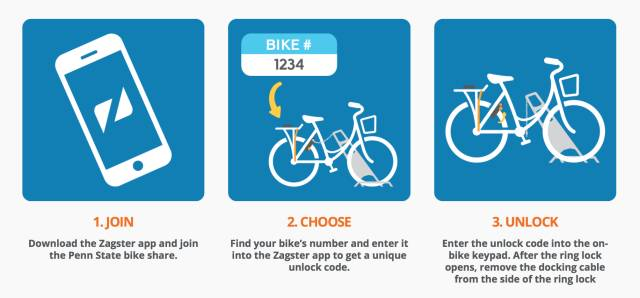 BIKE #
1234
1. JOIN
Download the Zagster app and join
the Penn State bike share.
2. CHOOSE
Find your bike's number and enter it
into the Zagster app to get a unique
unlock code.
3. UNLOCK
Enter the unlock code into the on-
bike keypad. After the ring lock
opens, remove the docking cable
from the side of the ring lock